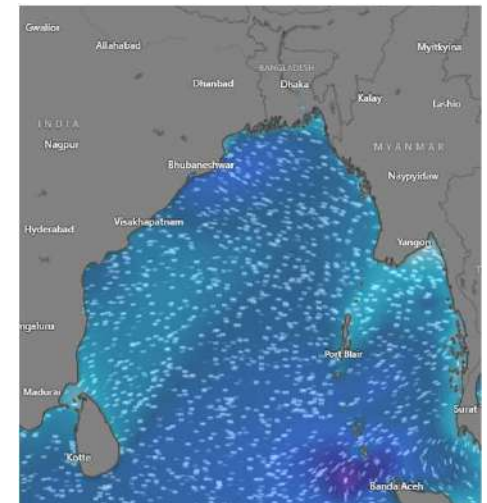 Gwalior
Allahabad
Myitkyina
BANGLADESH
Dhanbad
Dhaka
Kalay
Lashio
INDIA
Nagpur
MYANMAR
Bhubaneshwar
Naypyidaw
Visakhapatnam
Hyderabad
Yangon
ngaluru
Port Blair
Madurai
Surat
Kotte
Banda Aceh